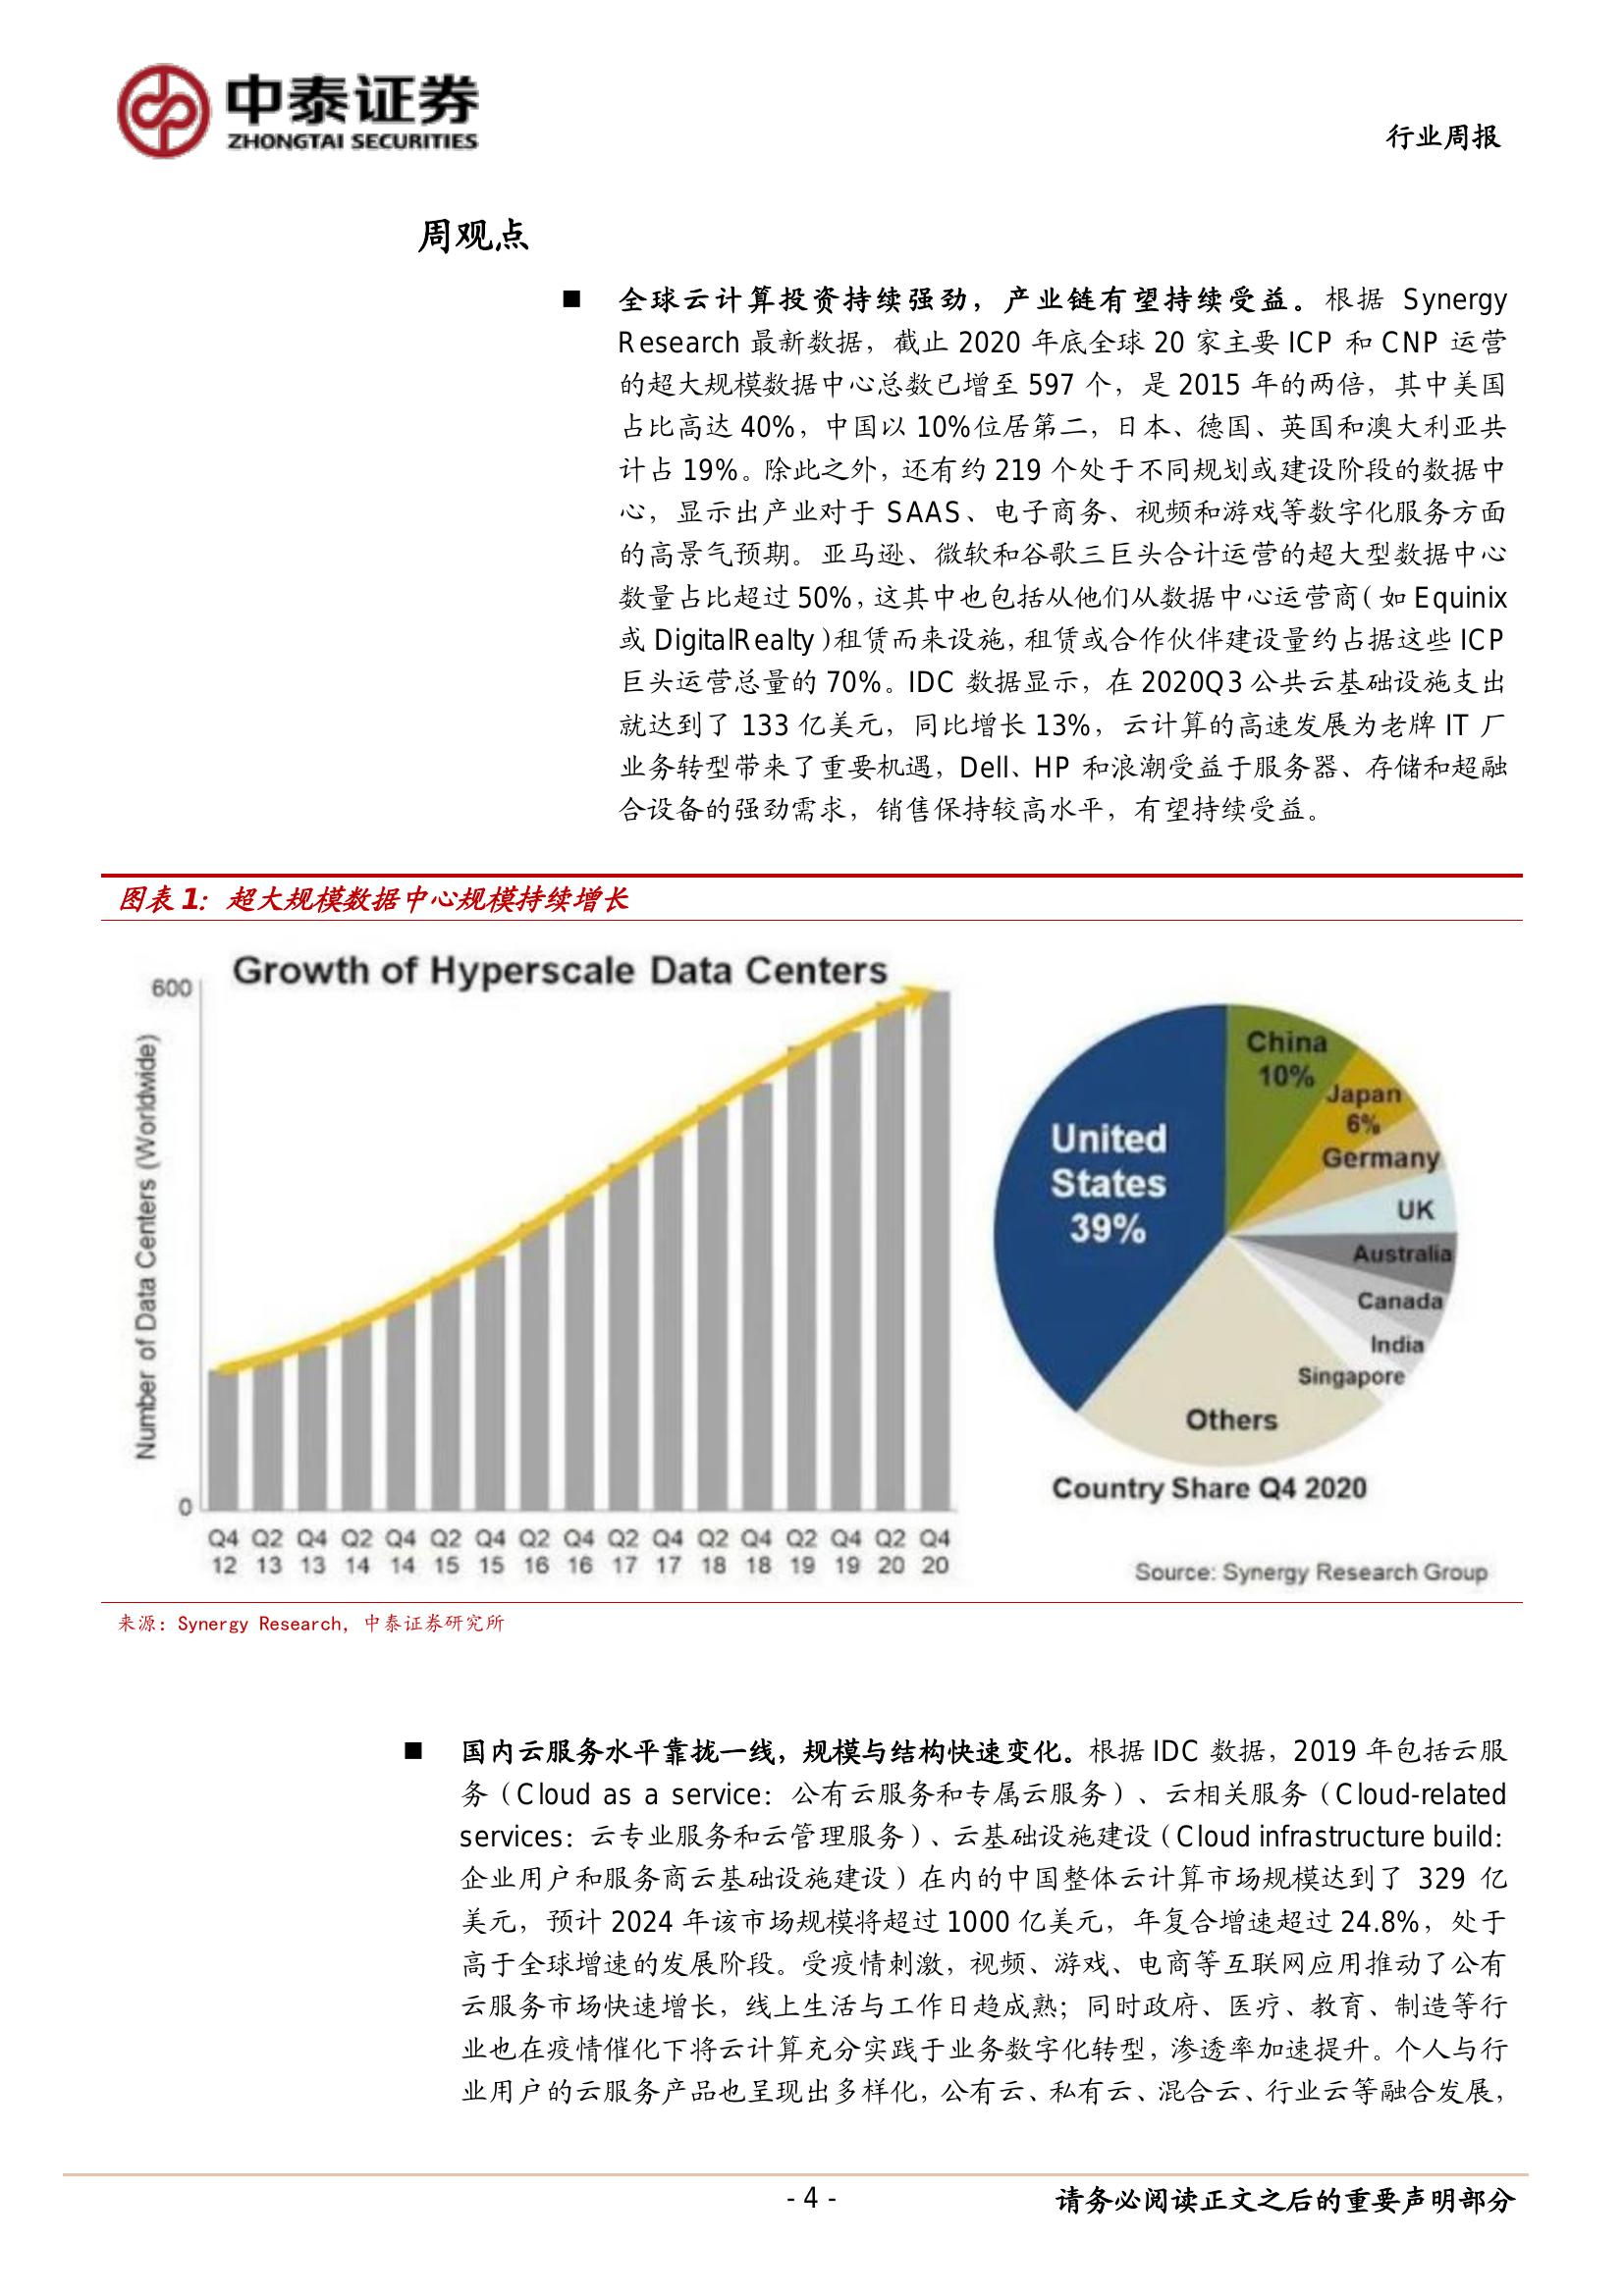 中泰证券
ZHONGTAI SECURITIES
行业周报
周观点
■ 全球云计算投资持续强劲，产业链有望持续受益。根据 Synergy
Research 最新数据，截止 2020 年底全球 20 家主要 ICP 和 CNP 运营
的超大规模数据中心总数已增至 597 个，是 2015 年的两倍，其中美国
占比高达 40%，中国以 10%位居第二，日本、德国、英国和澳大利亚共
计占 19%。除此之外，还有约 219 个处于不同规划或建设阶段的数据中
心，显示出产业对于 SAAS、电子商务、视频和游戏等数字化服务方面
的高景气预期。亚马逊、微软和谷歌三巨头合计运营的超大型数据中心
数量占比超过 50%，这其中也包括从他们从数据中心运营商（如 Equinix
或 DigitalRealty）租赁而来设施，租赁或合作伙伴建设量约占据这些 ICP
巨头运营总量的 70%。IDC 数据显示，在 2020Q3 公共云基础设施支出
就达到了 133 亿美元，同比增长 13%，云计算的高速发展为老牌 IT 厂
业务转型带来了重要机遇，Dell、HP 和浪潮受益于服务器、存储和超融
合设备的强劲需求，销售保持较高水平，有望持续受益。
图表 1：超大规模数据中心规模持续增长
Growth of Hyperscale Data Centers
600
Number of Data Centers (Worldwide)
0
Q4 Q2 Q4 Q2 Q4 Q2 Q4 Q2 Q4 Q2 Q4 Q2 Q4 Q2 Q4 Q2 Q4
12 13 13 14 14 15 15 16 16 17 17 18 18 19 19 20 20
China
10%
Japan
6%
Germany
UK
Australia
Canada
India
Singapore
Others
United
States
39%
Country Share Q4 2020
Source: Synergy Research Group
来源：Synergy Research，中泰证券研究所
■ 国内云服务水平靠拢一线，规模与结构快速变化。根据 IDC 数据，2019 年包括云服
务（Cloud as a service：公有云服务和专属云服务）、云相关服务（Cloud-related
services：云专业服务和云管理服务）、云基础设施建设（Cloud infrastructure build：
企业用户和服务商云基础设施建设）在内的中国整体云计算市场规模达到了 329 亿
美元，预计 2024 年该市场规模将超过 1000 亿美元，年复合增速超过 24.8%，处于
高于全球增速的发展阶段。受疫情刺激，视频、游戏、电商等互联网应用推动了公有
云服务市场快速增长，线上生活与工作日趋成熟；同时政府、医疗、教育、制造等行
业也在疫情催化下将云计算充分实践于业务数字化转型，渗透率加速提升。个人与行
业用户的云服务产品也呈现出多样化，公有云、私有云、混合云、行业云等融合发展，
- 4 -
请务必阅读正文之后的重要声明部分